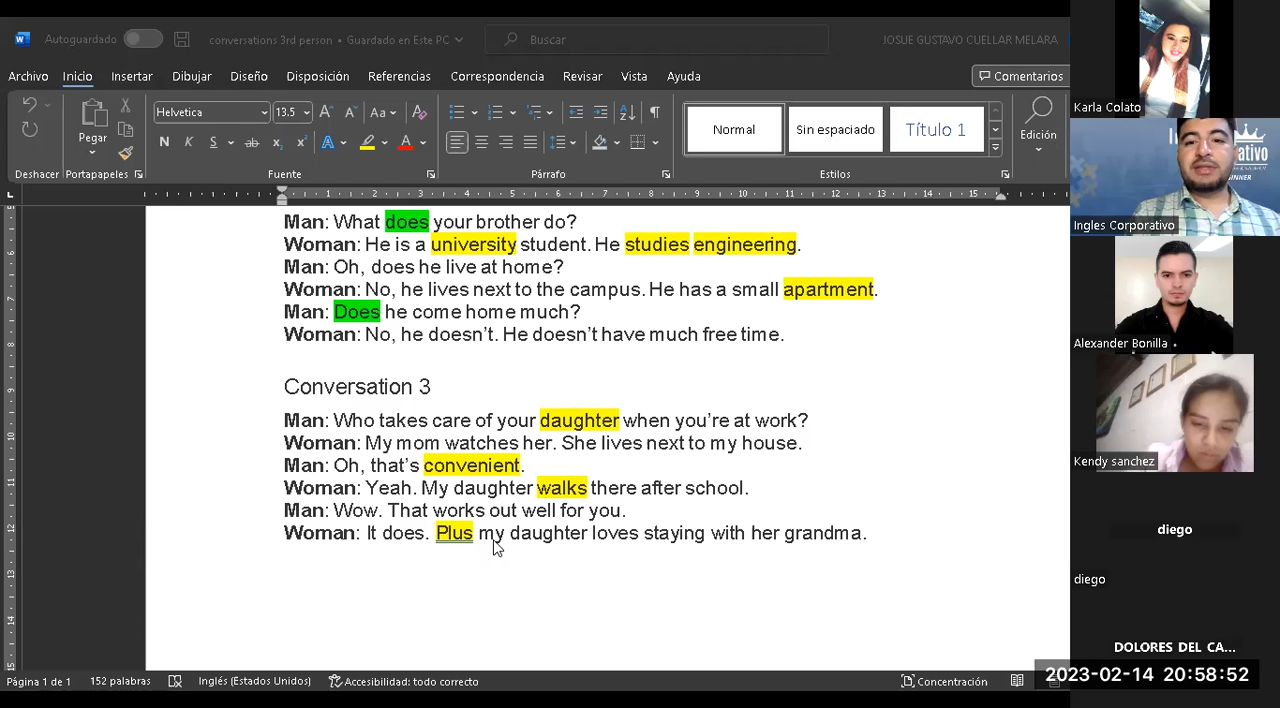 Autoguardado
conversations 3rd person • Guardado en Este PC
Buscar
JOSUE GUSTAVO CUELLAR MELARA
Archivo Inicio Insertar Dibujar Diseño Disposición Referencias Correspondencia Revisar Vista Ayuda
Comentarios
Pegar
Helvetica
13.5
Normal
Sin espaciado
Título 1
Edición
Deshacer
Portapapeles
Fuente
Párrafo
Estilos
Man: What does your brother do?
Woman: He is a university student. He studies engineering.
Man: Oh, does he live at home?
Woman: No, he lives next to the campus. He has a small apartment.
Man: Does he come home much?
Woman: No, he doesn’t. He doesn’t have much free time.
Conversation 3
Man: Who takes care of your daughter when you’re at work?
Woman: My mom watches her. She lives next to my house.
Man: Oh, that’s convenient.
Woman: Yeah. My daughter walks there after school.
Man: Wow. That works out well for you.
Woman: It does. Plus my daughter loves staying with her grandma.
Página 1 de 1
152 palabras
Inglés (Estados Unidos)
Accesibilidad: todo correcto
Concentración
Karla Colato
Ingles Corporativo
Alexander Bonilla
Kendy sanchez
diego
diego
DOLORES DEL CA...
2023-02-14 20:58:52